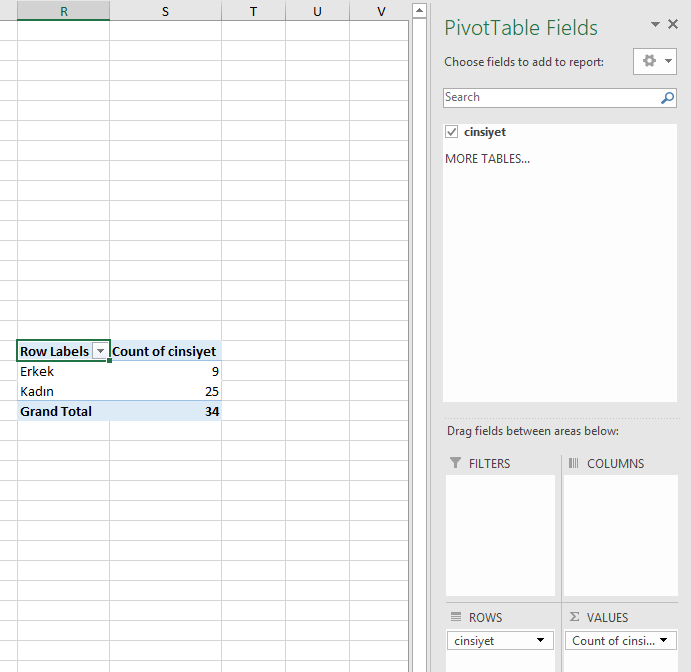 R S T U V
Row Labels Count of cinsiyet
Erkek 9
Kadın 25
Grand Total 34
PivotTable Fields
Choose fields to add to report:
Search
cinsiyet
MORE TABLES...
Drag fields between areas below:
FILTERS COLUMNS
ROWS Σ VALUES
cinsiyet Count of cinsi...